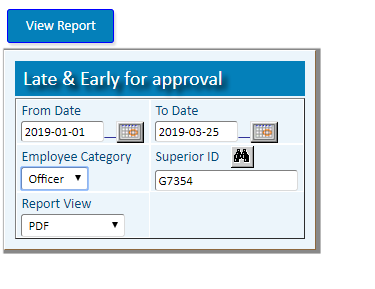 View Report
Late & Early for approval
From Date To Date
2019-01-01 2019-03-25
Employee Category Superior ID
Officer G7354
Report View
PDF